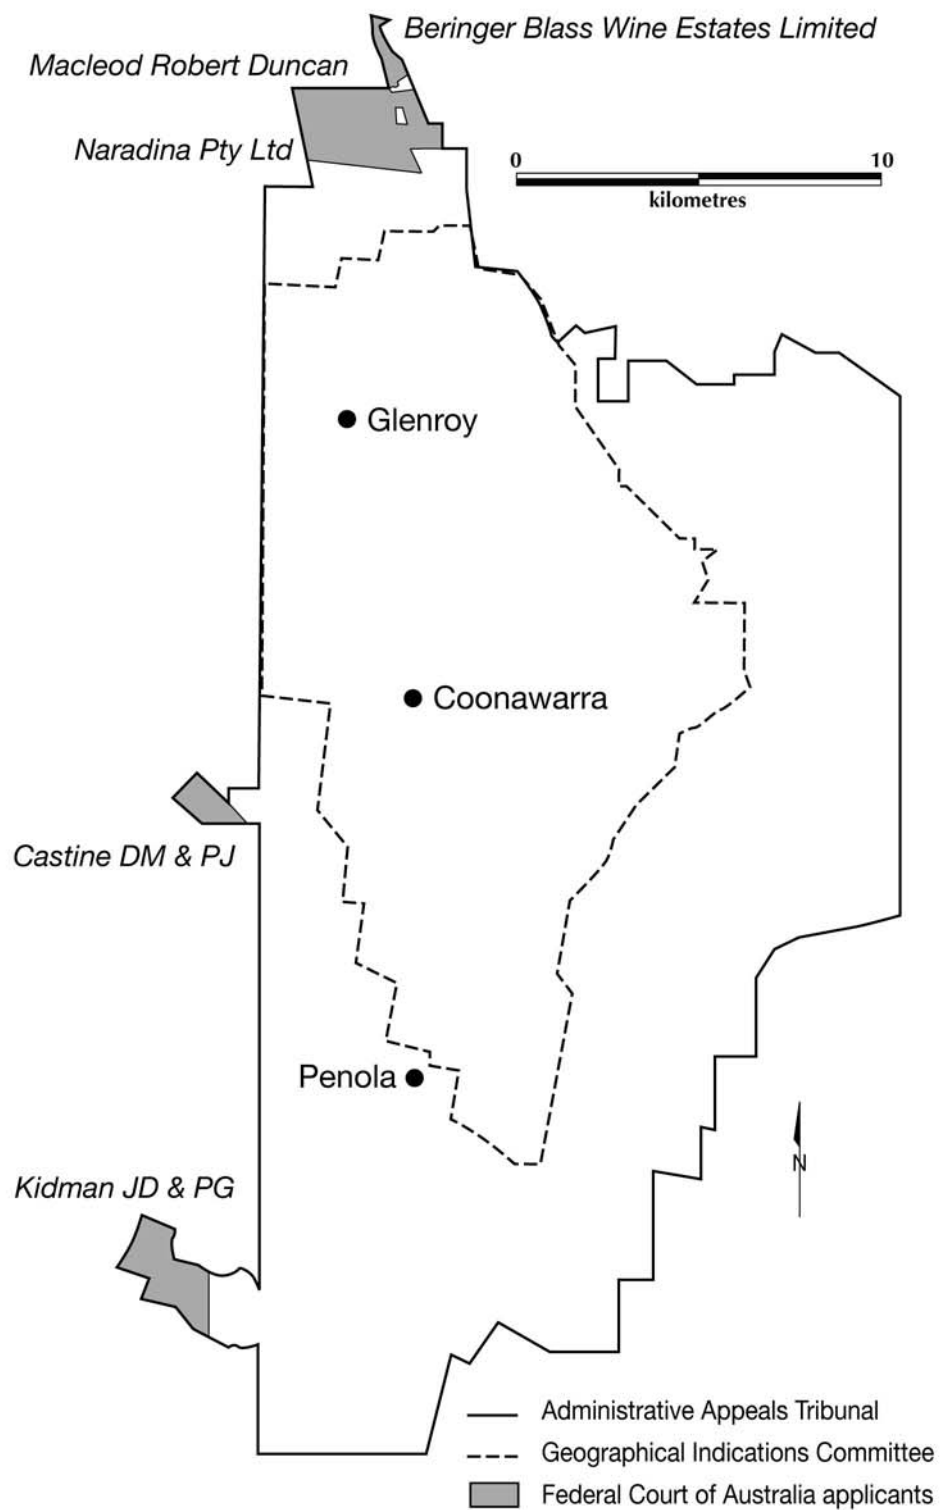 Beringer Blass Wine Estates Limited
Macleod Robert Duncan
Naradina Pty Ltd
0 10
kilometres
Glenroy
Coonawarra
Castine DM & PJ
Penola
N
Kidman JD & PG
Administrative Appeals Tribunal
Geographical Indications Committee
Federal Court of Australia applicants